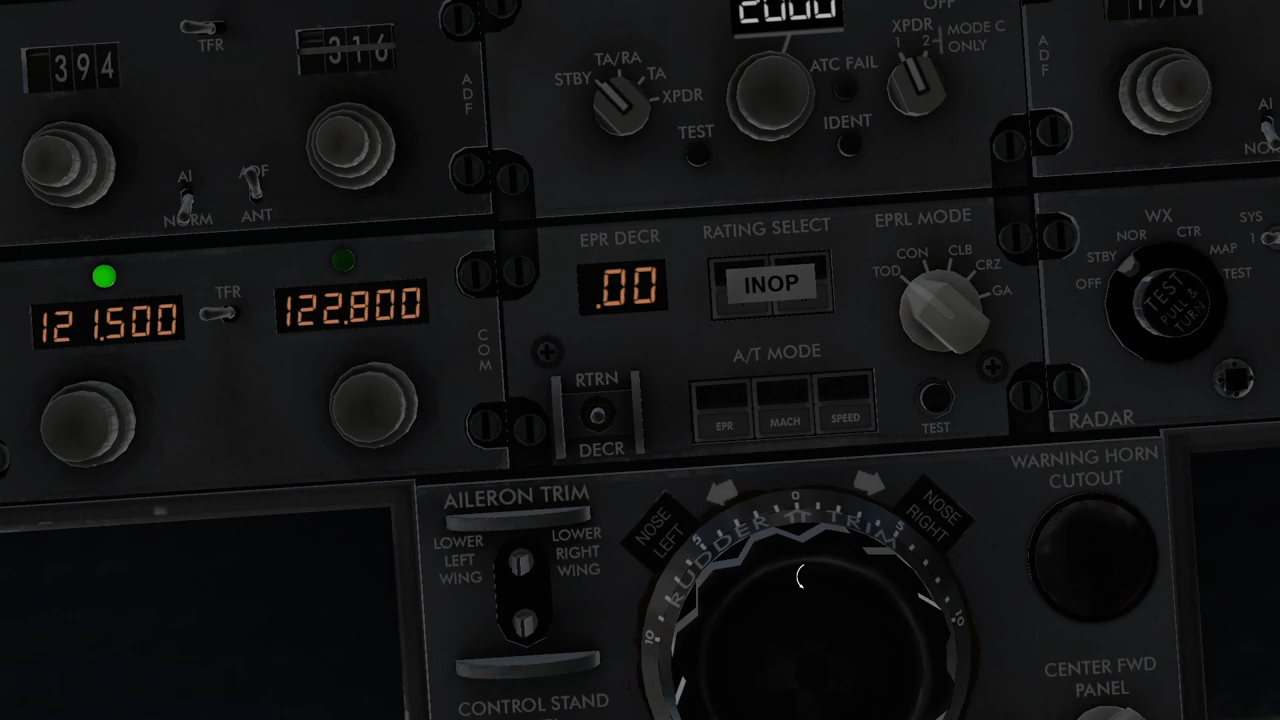 2000
OFF
XPDR
1 2
MODE C
ONLY
TFR
394
316
ADF
TA/RA
STBY
TA
XPDR
ATC FAIL
TEST
IDENT
ADF
AI
NORM
ADF
ANT
AI
EPR DECR
RATING SELECT
EPRL MODE
WX
SYS
1
121.500
TFR
122.800
COM
.00
INOP
TOD
CON
CLB
CRZ
GA
OFF
STBY
NOR
CTR
MAP
TEST
TEST
PULL &
TURN
RTRN
DECR
A/T MODE
EPR
MACH
SPEED
TEST
RADAR
AILERON TRIM
LOWER
LEFT
WING
LOWER
RIGHT
WING
NOSE
LEFT
NOSE
RIGHT
RUDDER TRIM
10 5 0 5 10
WARNING HORN
CUTOUT
CONTROL STAND
CENTER FWD
PANEL